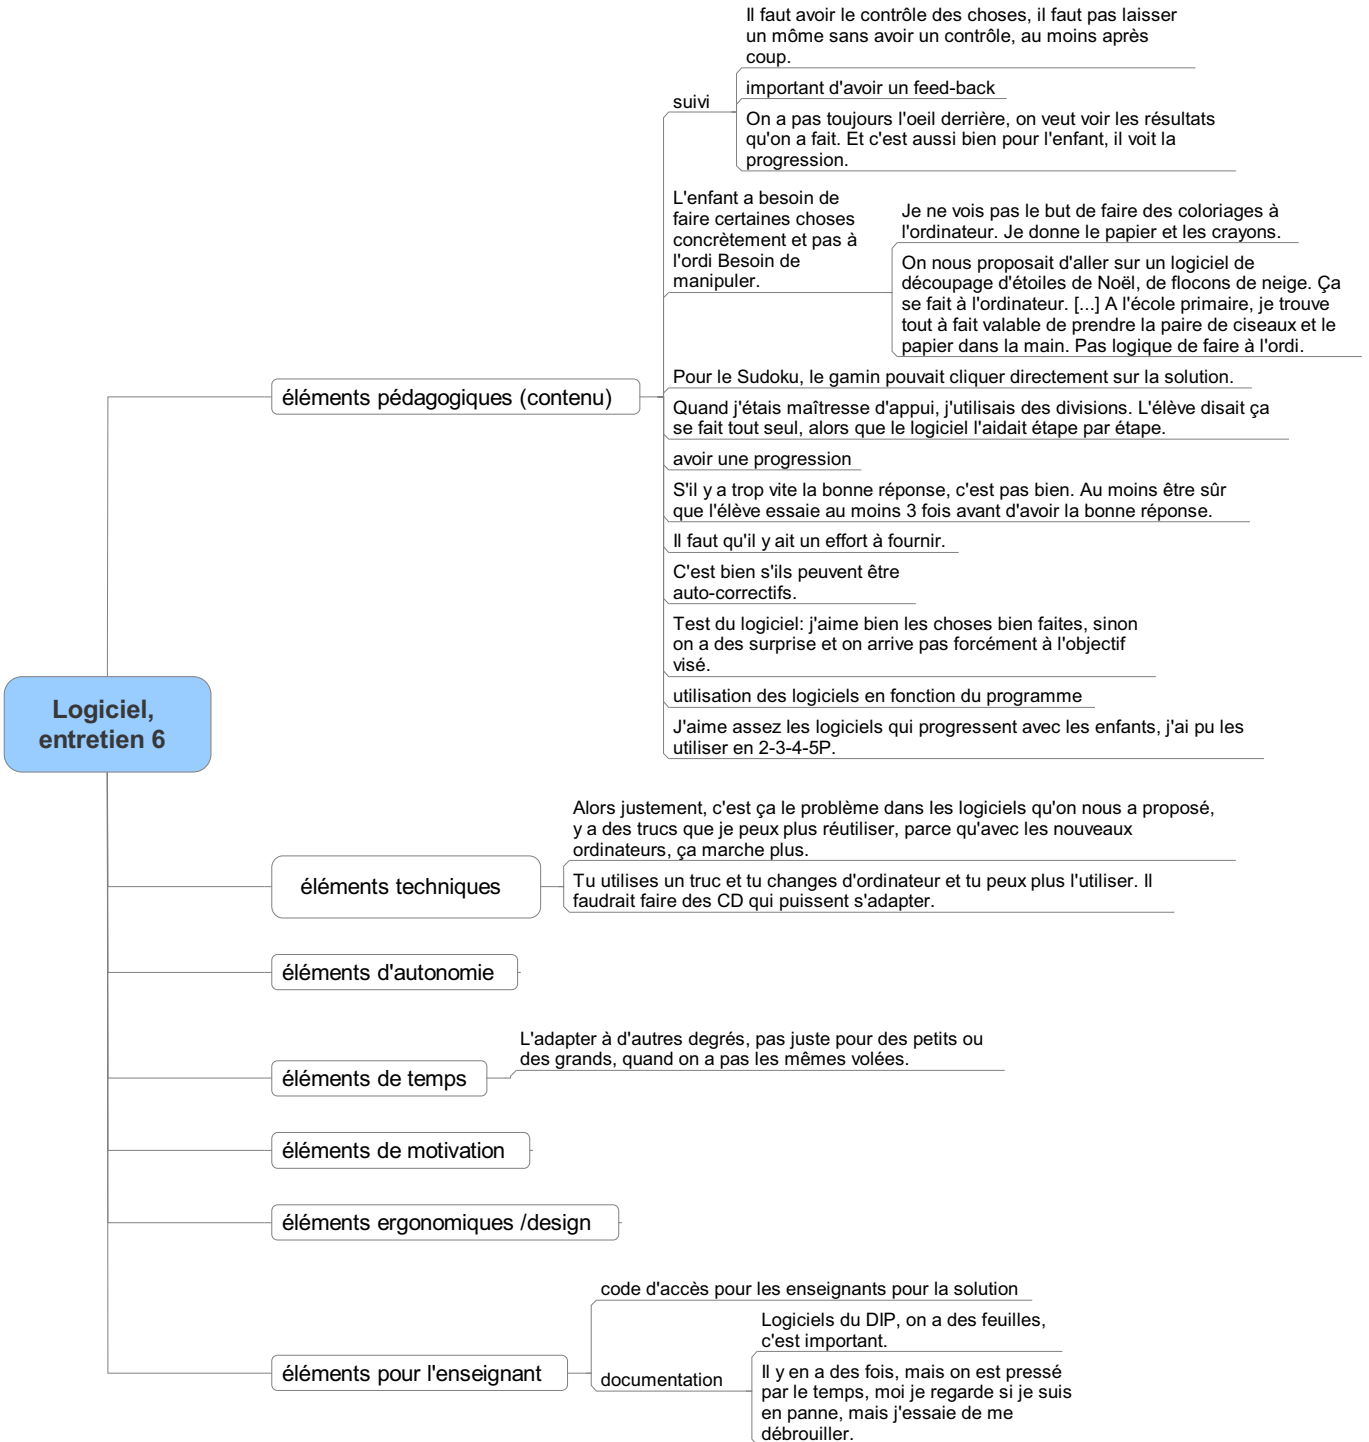 Il faut avoir le contrôle des choses, il faut pas laisser
un môme sans avoir un contrôle, au moins après
coup.
important d'avoir un feed-back
suivi
On a pas toujours l'oeil derrière, on veut voir les résultats
qu'on a fait. Et c'est aussi bien pour l'enfant, il voit la
progression.
L'enfant a besoin de
faire certaines choses
concrètement et pas à
l'ordi Besoin de
manipuler.
Je ne vois pas le but de faire des coloriages à
l'ordinateur. Je donne le papier et les crayons.
On nous proposait d'aller sur un logiciel de
découpage d'étoiles de Noël, de flocons de neige. Ça
se fait à l'ordinateur. [...] A l'école primaire, je trouve
tout à fait valable de prendre la paire de ciseaux et le
papier dans la main. Pas logique de faire à l'ordi.
éléments pédagogiques (contenu)
Pour le Sudoku, le gamin pouvait cliquer directement sur la solution.
Quand j'étais maîtresse d'appui, j'utilisais des divisions. L'élève disait ça
se fait tout seul, alors que le logiciel l'aidait étape par étape.
avoir une progression
S'il y a trop vite la bonne réponse, c'est pas bien. Au moins être sûr
que l'élève essaie au moins 3 fois avant d'avoir la bonne réponse.
Il faut qu'il y ait un effort à fournir.
C'est bien s'ils peuvent être
auto-correctifs.
Test du logiciel: j'aime bien les choses bien faites, sinon
on a des surprise et on arrive pas forcément à l'objectif
visé.
utilisation des logiciels en fonction du programme
J'aime assez les logiciels qui progressent avec les enfants, j'ai pu les
utiliser en 2-3-4-5P.
Logiciel,
entretien 6
Alors justement, c'est ça le problème dans les logiciels qu'on nous a proposé,
y a des trucs que je peux plus réutiliser, parce qu'avec les nouveaux
ordinateurs, ça marche plus.
éléments techniques
Tu utilises un truc et tu changes d'ordinateur et tu peux plus l'utiliser. Il
faudrait faire des CD qui puissent s'adapter.
éléments d'autonomie
L'adapter à d'autres degrés, pas juste pour des petits ou
des grands, quand on a pas les mêmes volées.
éléments de temps
éléments de motivation
éléments ergonomiques /design
code d'accès pour les enseignants pour la solution
éléments pour l'enseignant
documentation
Logiciels du DIP, on a des feuilles,
c'est important.
Il y en a des fois, mais on est pressé
par le temps, moi je regarde si je suis
en panne, mais j'essaie de me
débrouiller.